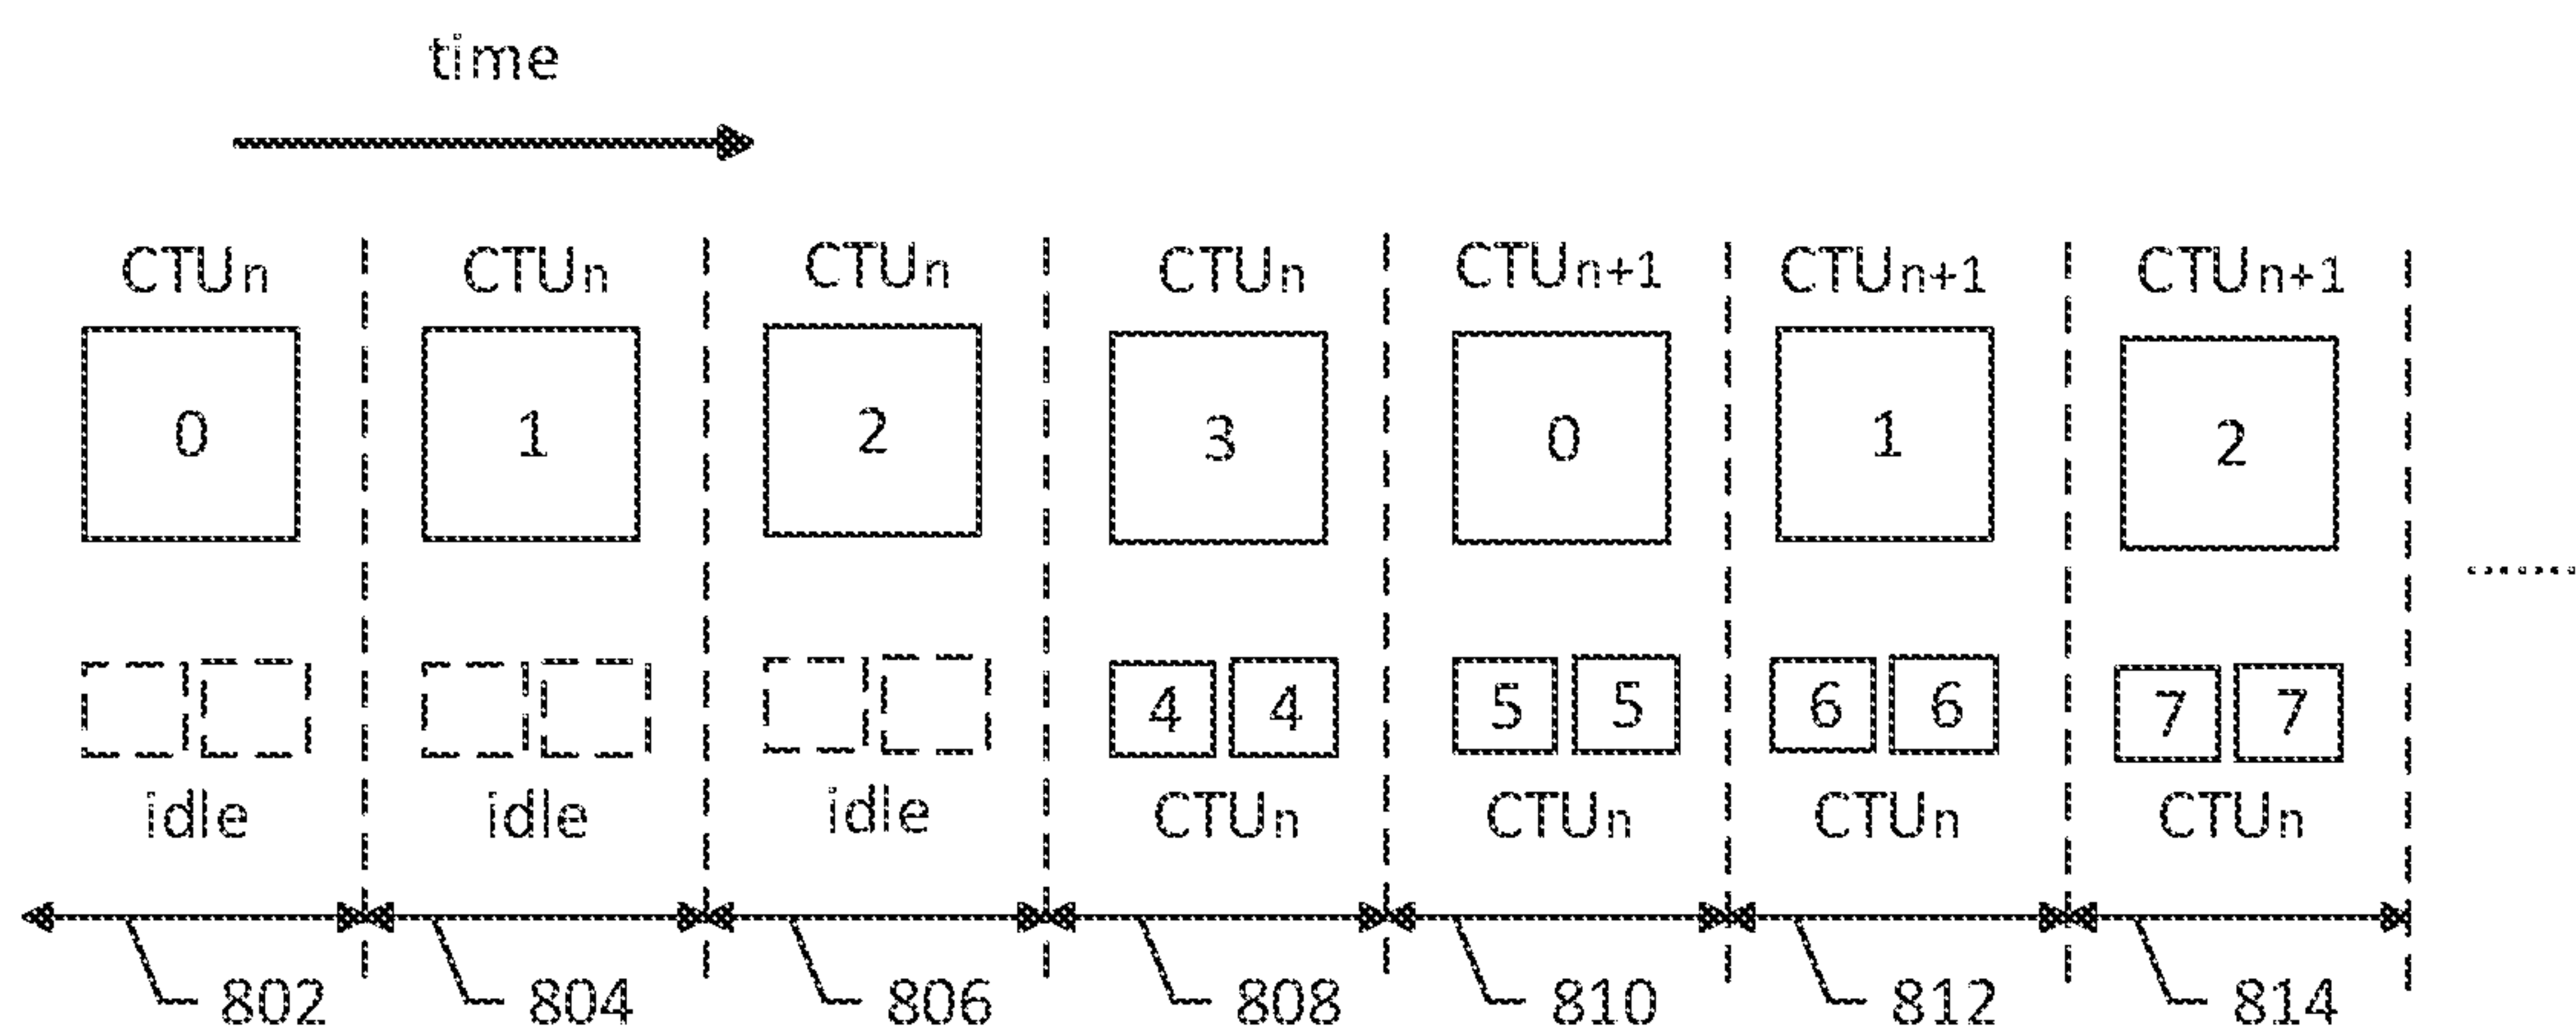 time
CTUn CTUn CTUn CTUn CTUn+1 CTUn+1 CTUn+1
0 1 2 3 0 1 2
4 4 5 5 6 6 7 7
idle idle idle CTUn CTUn CTUn CTUn
802 804 806 808 810 812 814